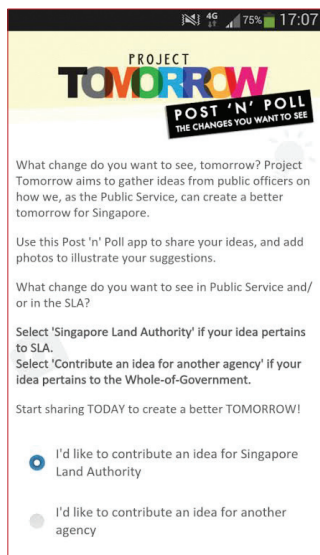 4G 75% 17:07
PROJECT
TOMORROW
POST 'N' POLL
THE CHANGES YOU WANT TO SEE
What change do you want to see, tomorrow? Project
Tomorrow aims to gather ideas from public officers on
how we, as the Public Service, can create a better
tomorrow for Singapore.
Use this Post 'n' Poll app to share your ideas, and add
photos to illustrate your suggestions.
What change do you want to see in Public Service and/
or in the SLA?
Select 'Singapore Land Authority' if your idea pertains
to SLA.
Select 'Contribute an idea for another agency' if your
idea pertains to the Whole-of-Government.
Start sharing TODAY to create a better TOMORROW!
I'd like to contribute an idea for Singapore
Land Authority
I'd like to contribute an idea for another
agency